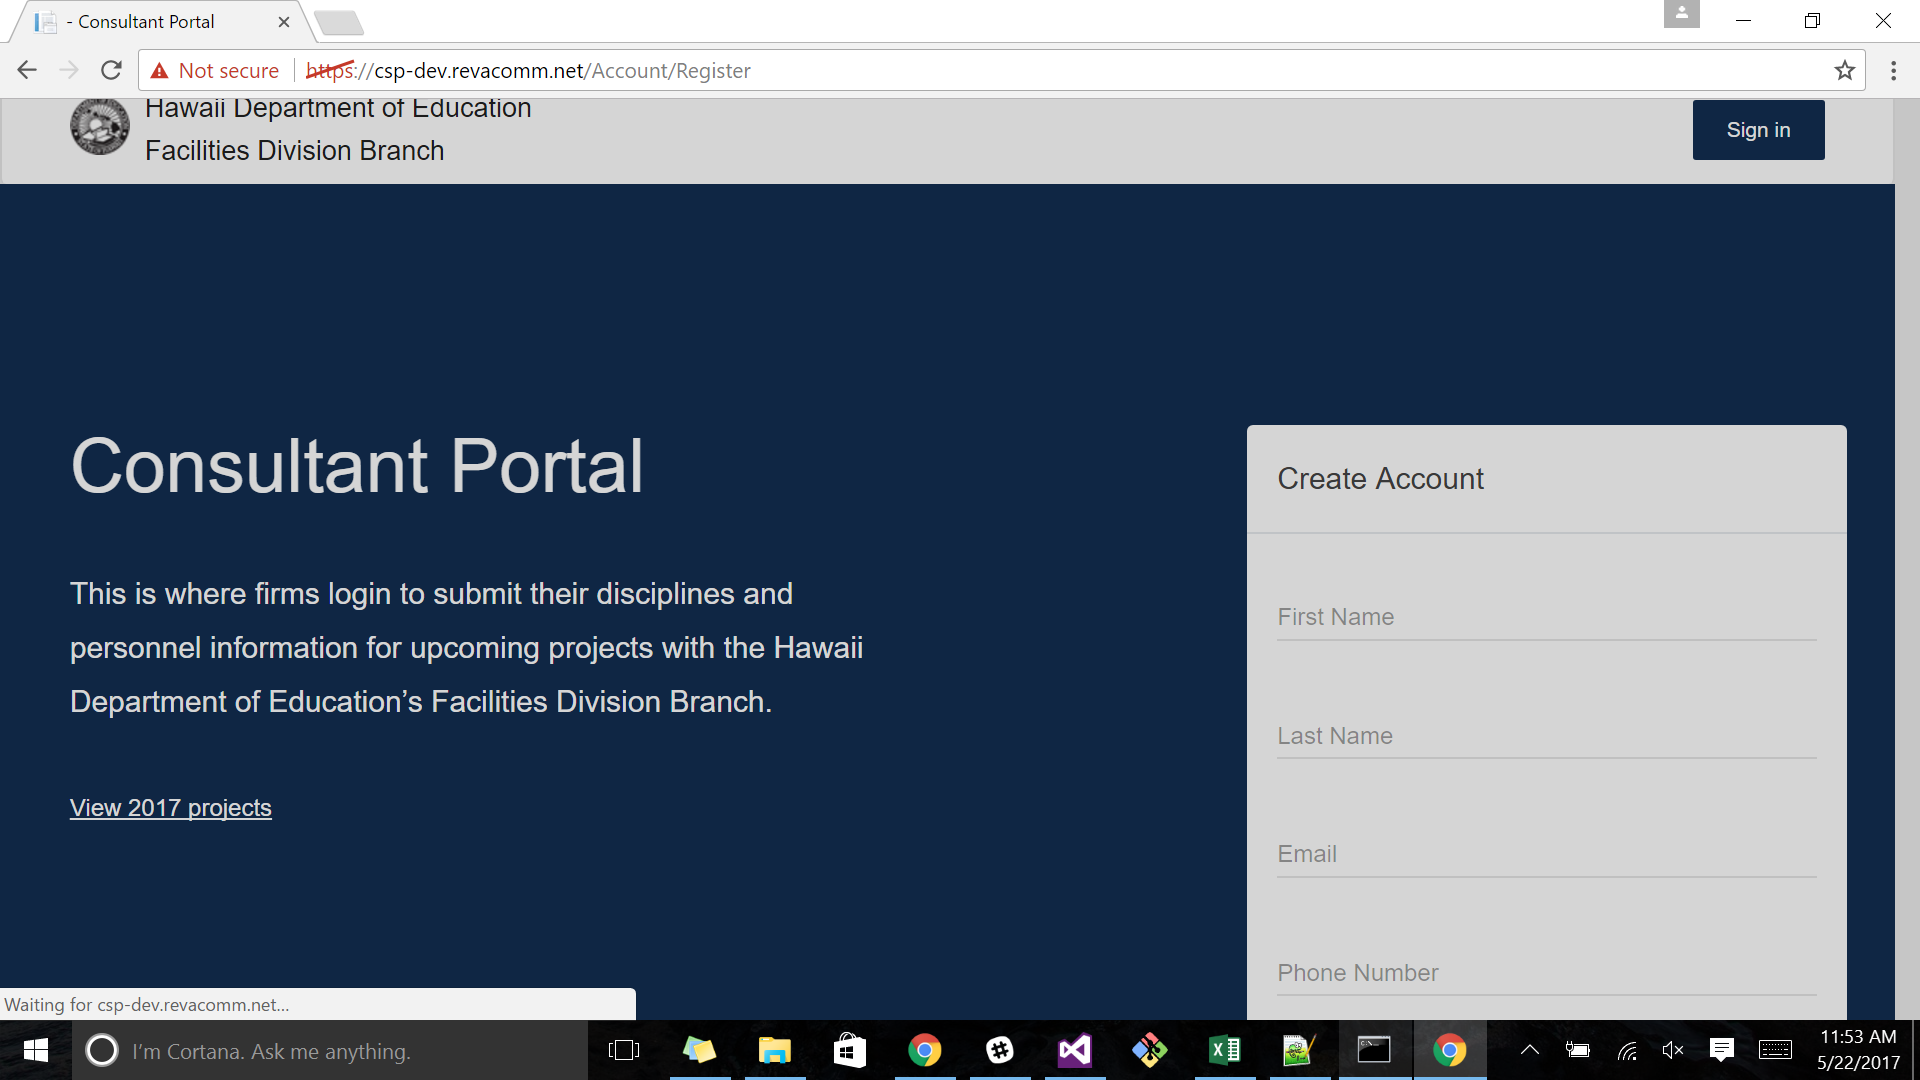 - Consultant Portal
Not secure
https://csp-dev.revacomm.net/Account/Register
Hawaii Department of Education
Facilities Division Branch
Sign in
Consultant Portal
This is where firms login to submit their disciplines and
personnel information for upcoming projects with the Hawaii
Department of Education’s Facilities Division Branch.
View 2017 projects
Create Account
First Name
Last Name
Email
Phone Number
Waiting for csp-dev.revacomm.net...
I’m Cortana. Ask me anything.
11:53 AM
5/22/2017